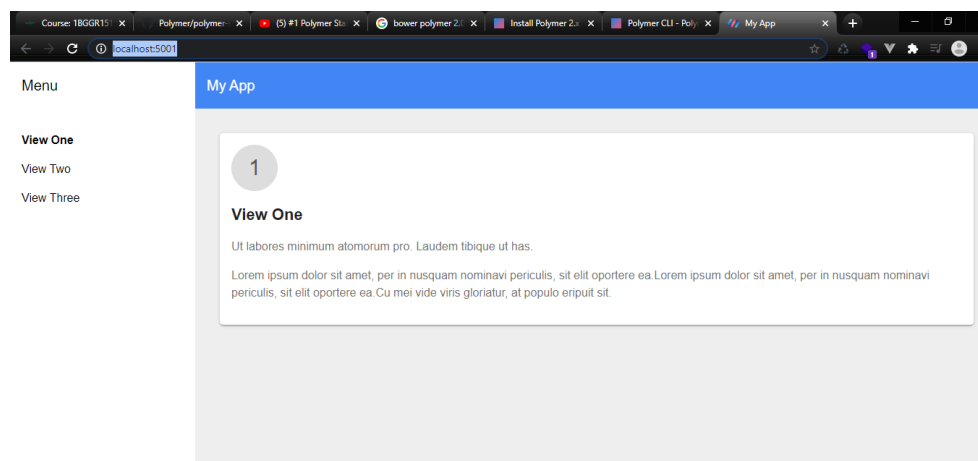 Course: 1BGGR151
Polymer/polymer-
(5) #1 Polymer Sta
bower polymer 2.0
Install Polymer 2.x
Polymer CLI - Poly
My App
localhost:5001
1
Menu
My App
View One
View Two
View Three
1
View One
Ut labores minimum atomorum pro. Laudem tibique ut has.
Lorem ipsum dolor sit amet, per in nusquam nominavi periculis, sit elit oportere ea.Lorem ipsum dolor sit amet, per in nusquam nominavi
periculis, sit elit oportere ea.Cu mei vide viris gloriatur, at populo eripuit sit.